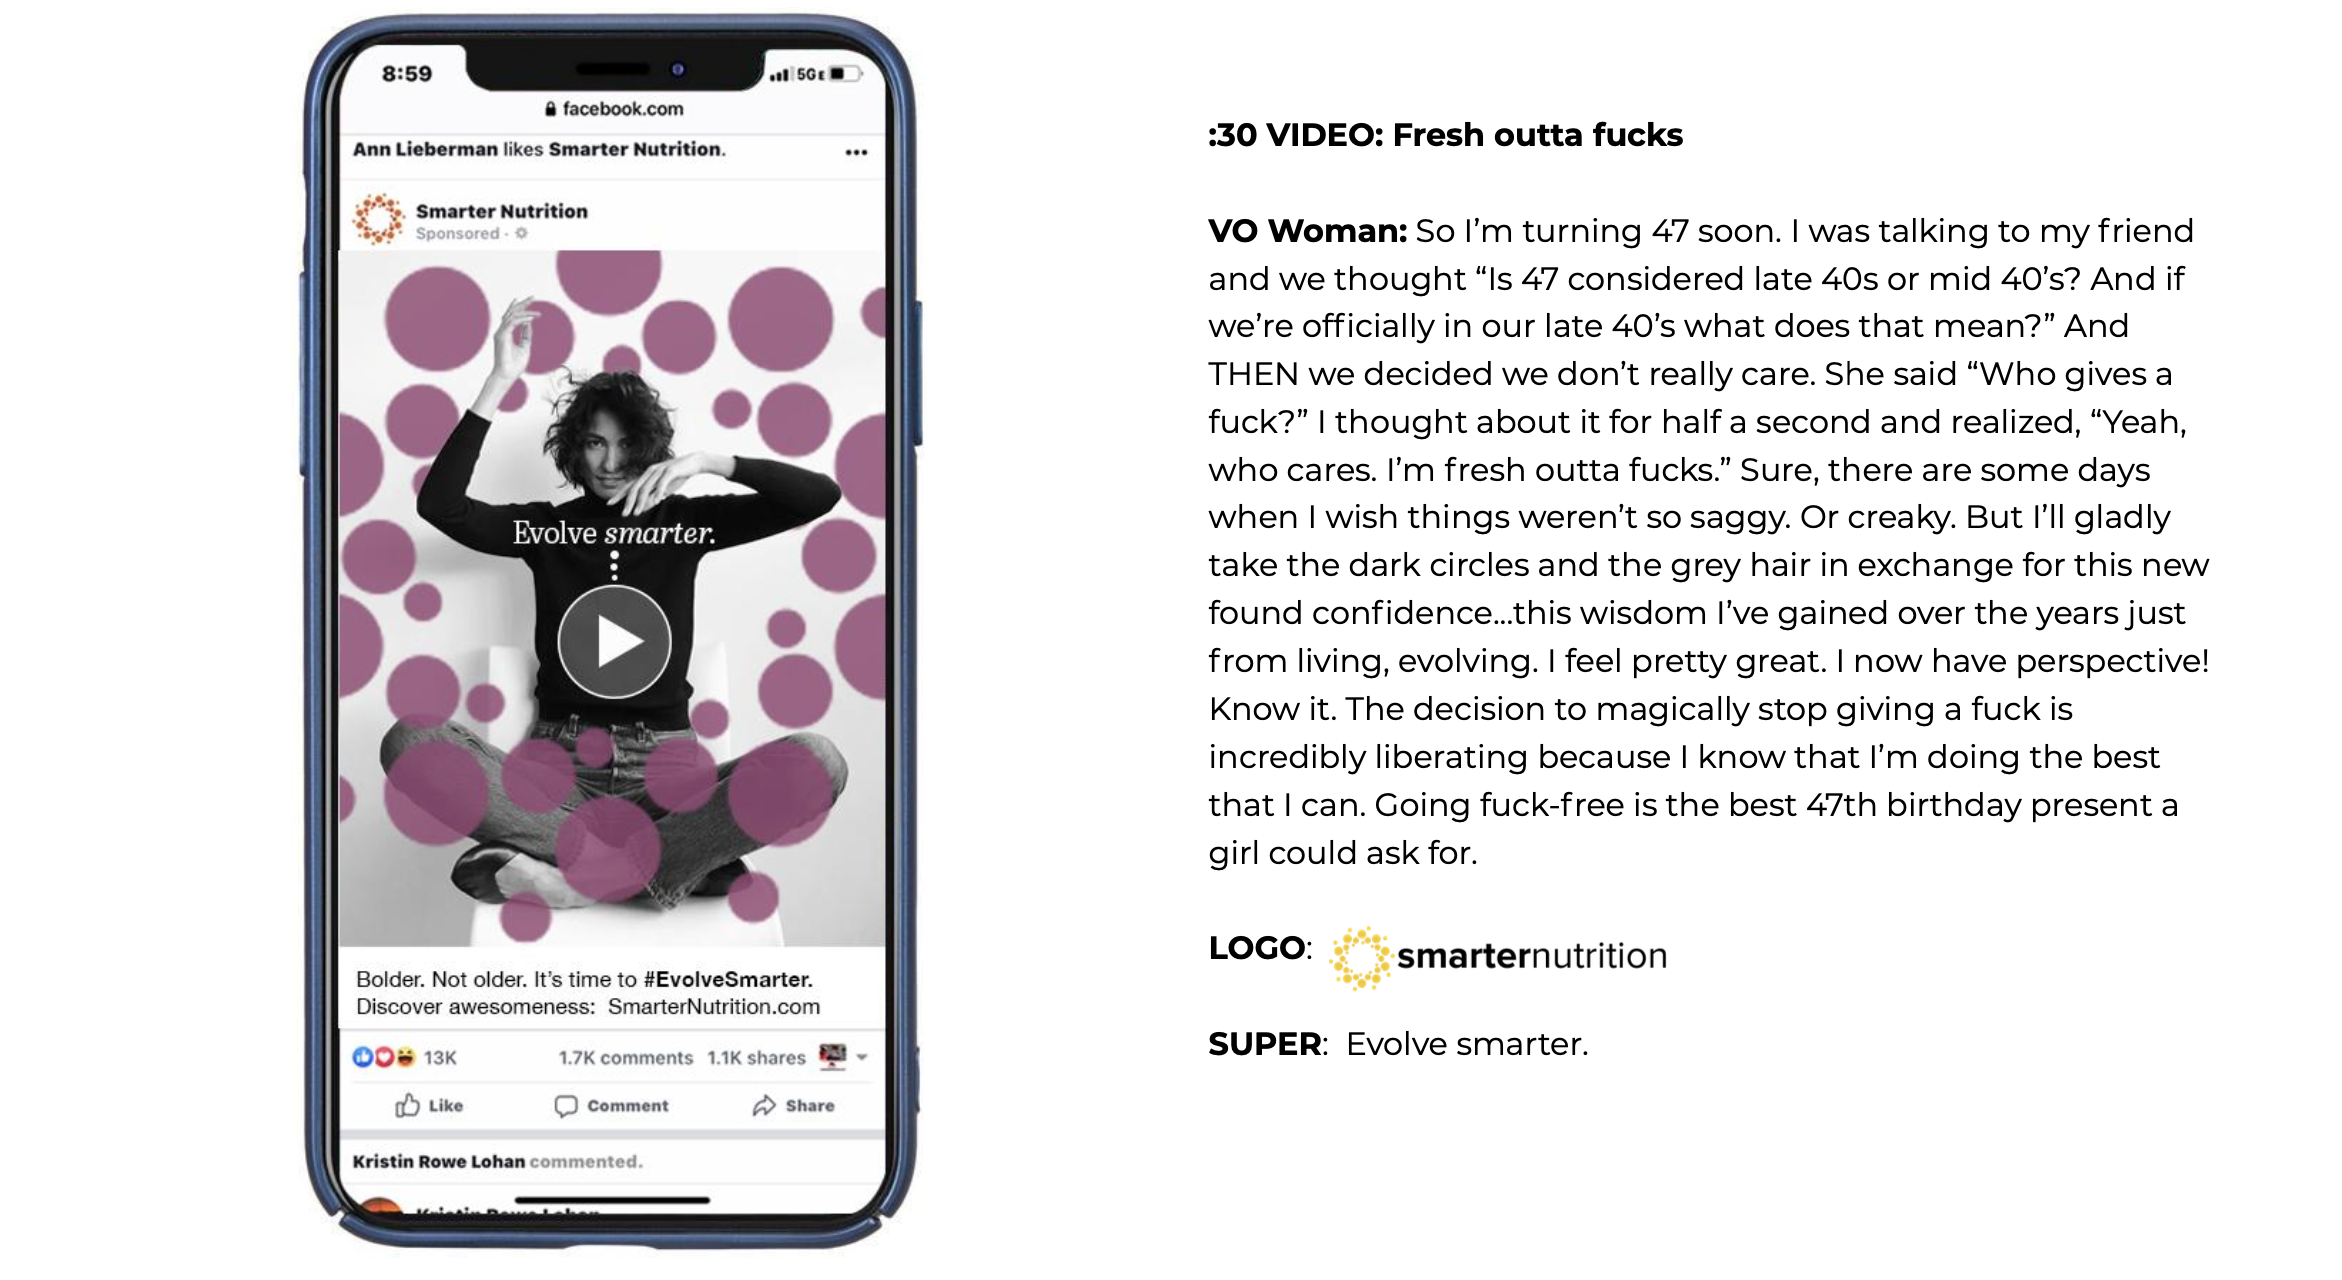 8:59
5GE
facebook.com
Ann Lieberman likes Smarter Nutrition.
Smarter Nutrition
Sponsored ·
Evolve smarter.
Bolder. Not older. It's time to #EvolveSmarter.
Discover awesomeness: SmarterNutrition.com
13K 1.7K comments 1.1K shares
Like Comment Share
Kristin Rowe Lohan commented.
Kristin Rowe Lohan
:30 VIDEO: Fresh outta fucks
VO Woman: So I'm turning 47 soon. I was talking to my friend
and we thought “Is 47 considered late 40s or mid 40's? And if
we're officially in our late 40's what does that mean?” And
THEN we decided we don't really care. She said “Who gives a
fuck?” I thought about it for half a second and realized, “Yeah,
who cares. I'm fresh outta fucks.” Sure, there are some days
when I wish things weren't so saggy. Or creaky. But I'll gladly
take the dark circles and the grey hair in exchange for this new
found confidence...this wisdom I've gained over the years just
from living, evolving. I feel pretty great. I now have perspective!
Know it. The decision to magically stop giving a fuck is
incredibly liberating because I know that I'm doing the best
that I can. Going fuck-free is the best 47th birthday present a
girl could ask for.
LOGO: smarternutrition
SUPER: Evolve smarter.